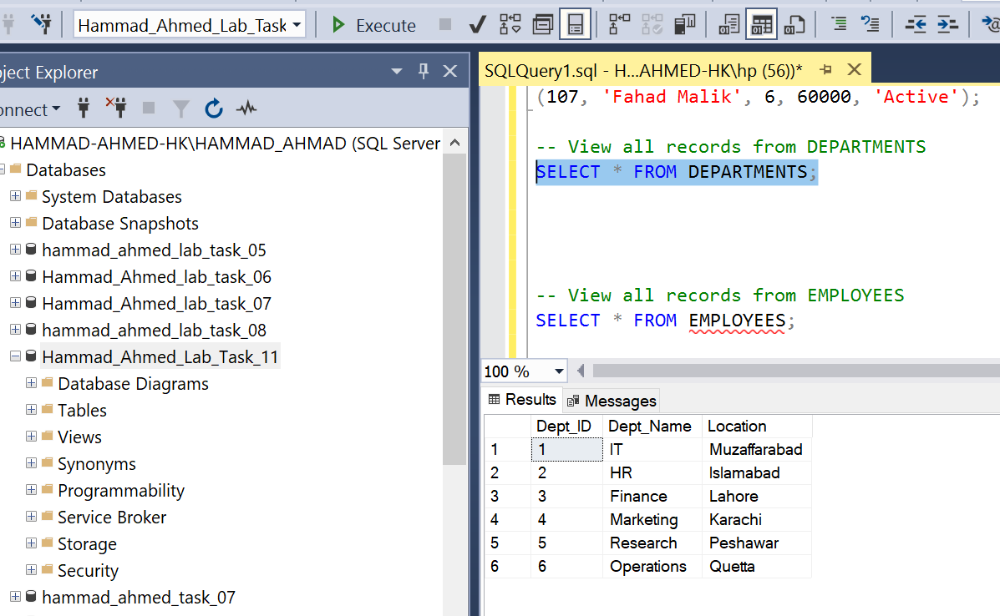 Hammad_Ahmed_Lab_Task
Execute
ject Explorer
onnect
HAMMAD-AHMED-HK\HAMMAD_AHMAD (SQL Server
Databases
System Databases
Database Snapshots
hammad_ahmed_lab_task_05
Hammad_Ahmed_lab_task_06
Hammad_Ahmed_lab_task_07
hammad_ahmed_lab_task_08
Hammad_Ahmed_Lab_Task_11
Database Diagrams
Tables
Views
Synonyms
Programmability
Service Broker
Storage
Security
hammad_ahmed_task_07
SQLQuery1.sql - H...AHMED-HK\hp (56))*
(107, 'Fahad Malik', 6, 60000, 'Active');
-- View all records from DEPARTMENTS
SELECT * FROM DEPARTMENTS;
-- View all records from EMPLOYEES
SELECT * FROM EMPLOYEES;
100 %
Results Messages
Dept_ID Dept_Name Location
1 1 IT Muzaffarabad
2 2 HR Islamabad
3 3 Finance Lahore
4 4 Marketing Karachi
5 5 Research Peshawar
6 6 Operations Quetta